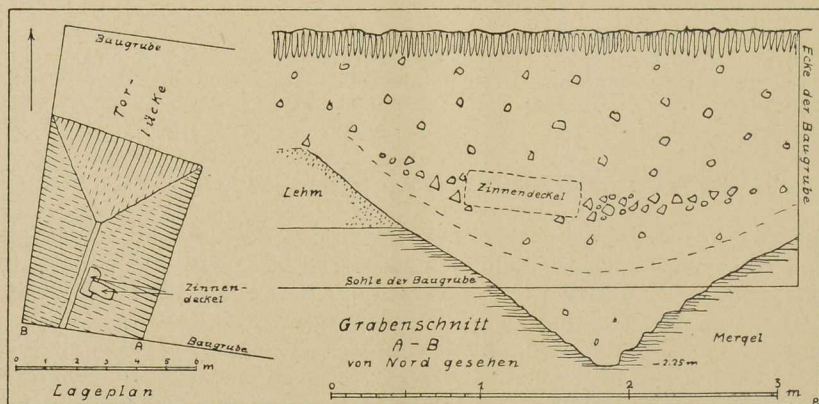 Baugrube
Tor-
lücke
Zinnen-
deckel
B
A
Baugrube
0 1 2 3 4 5 6
m
Lageplan
Ecke der Baugrube
Lehm
Zinnendeckel
Sohle der Baugrube
Grabenschnitt
A - B
von Nord gesehen
Mergel
- 2.25 m
0 1 2 3
m
B